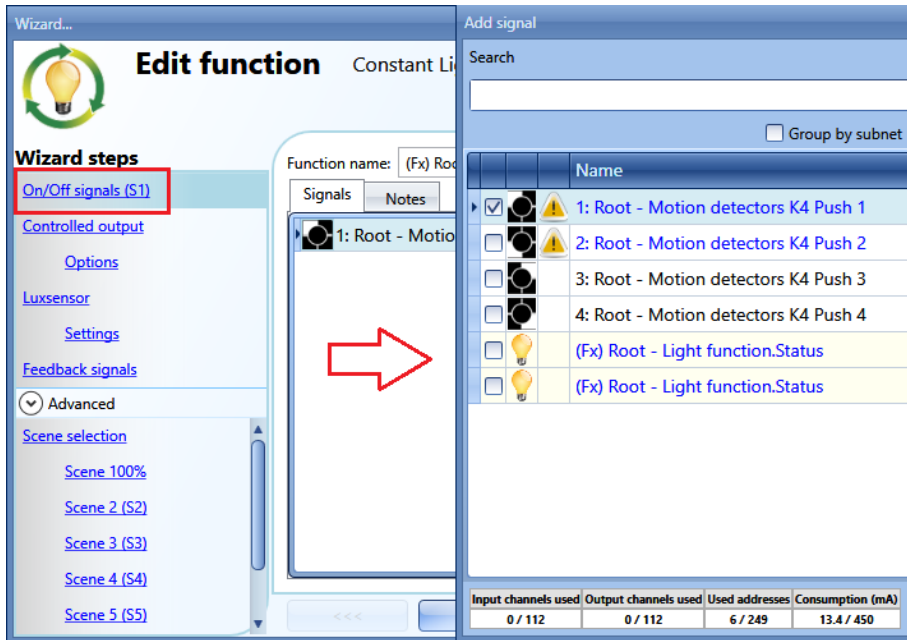 Wizard...
Edit function Constant Li
Wizard steps
On/Off signals (S1)
Controlled output
Options
Luxsensor
Settings
Feedback signals
Advanced
Scene selection
Scene 100%
Scene 2 (S2)
Scene 3 (S3)
Scene 4 (S4)
Scene 5 (S5)
Function name: (Fx) Roo
Signals Notes
1: Root - Motio
<<<
Add signal
Search
Group by subnet
Name
1: Root - Motion detectors K4 Push 1
2: Root - Motion detectors K4 Push 2
3: Root - Motion detectors K4 Push 3
4: Root - Motion detectors K4 Push 4
(Fx) Root - Light function.Status
(Fx) Root - Light function.Status
Input channels used Output channels used Used addresses Consumption (mA)
0 / 112 0 / 112 6 / 249 13.4 / 450